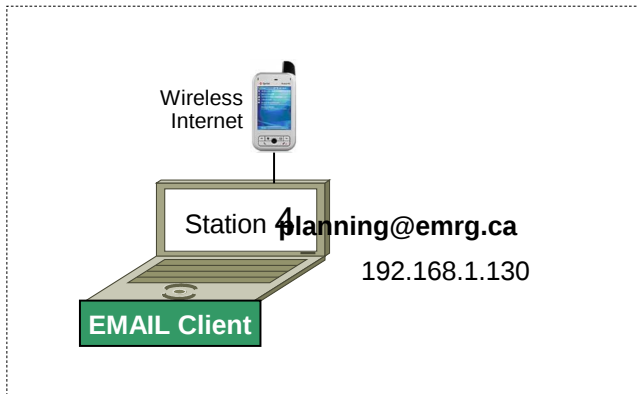 Wireless
Internet
Station 4
planning@emrg.ca
192.168.1.130
EMAIL Client